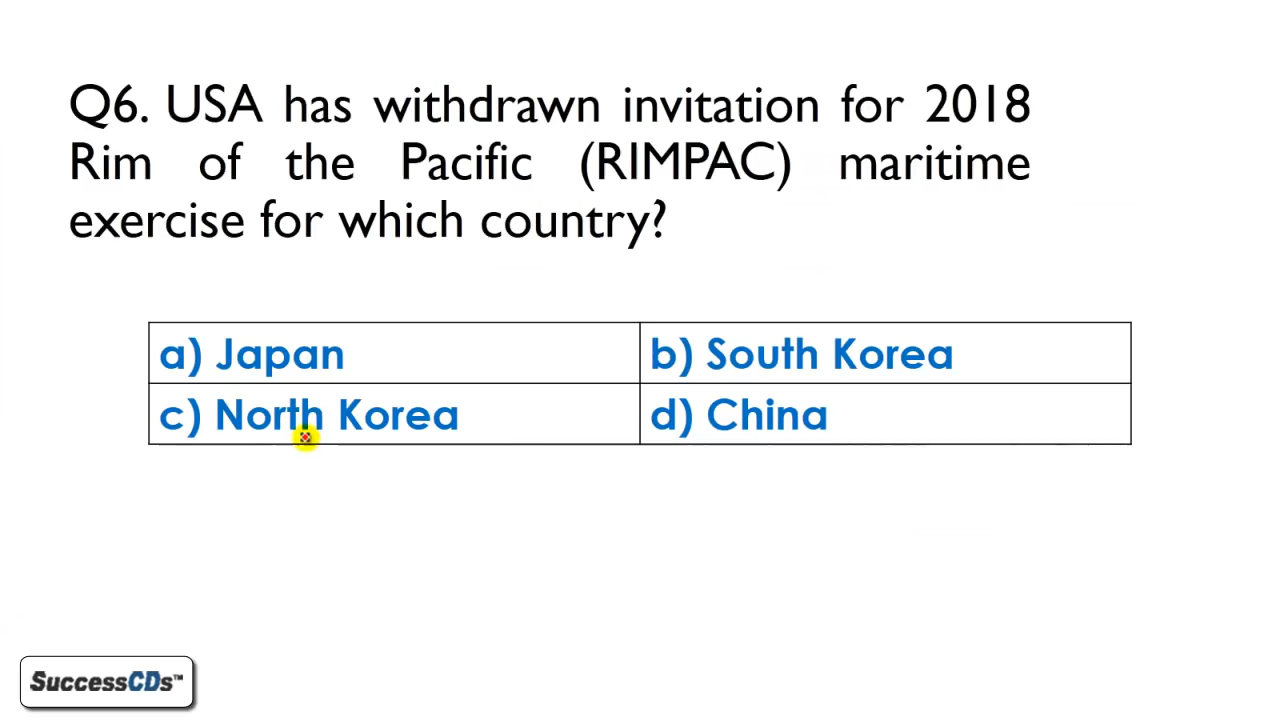 Q6. USA has withdrawn invitation for 2018
Rim of the Pacific (RIMPAC) maritime
exercise for which country?
a) Japan
b) South Korea
c) North Korea
d) China
SuccessCDs™